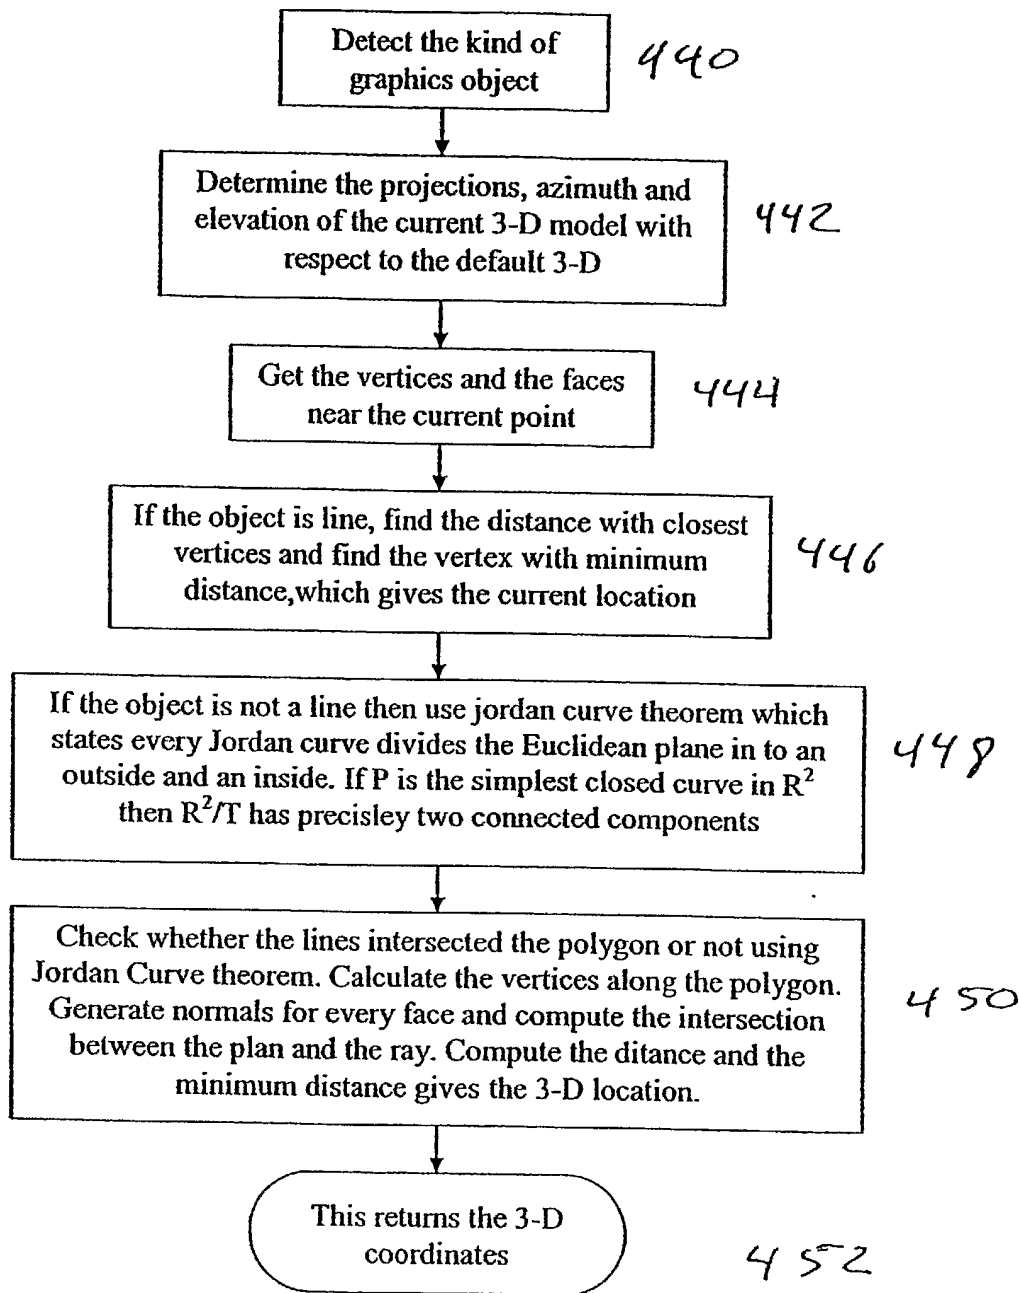 Detect the kind of
graphics object
440
Determine the projections, azimuth and
elevation of the current 3-D model with
respect to the default 3-D
442
Get the vertices and the faces
near the current point
444
If the object is line, find the distance with closest
vertices and find the vertex with minimum
distance,which gives the current location
446
If the object is not a line then use jordan curve theorem which
states every Jordan curve divides the Euclidean plane in to an
outside and an inside. If P is the simplest closed curve in R²
then R²/T has precisley two connected components
448
Check whether the lines intersected the polygon or not using
Jordan Curve theorem. Calculate the vertices along the polygon.
Generate normals for every face and compute the intersection
between the plan and the ray. Compute the ditance and the
minimum distance gives the 3-D location.
450
This returns the 3-D
coordinates
452